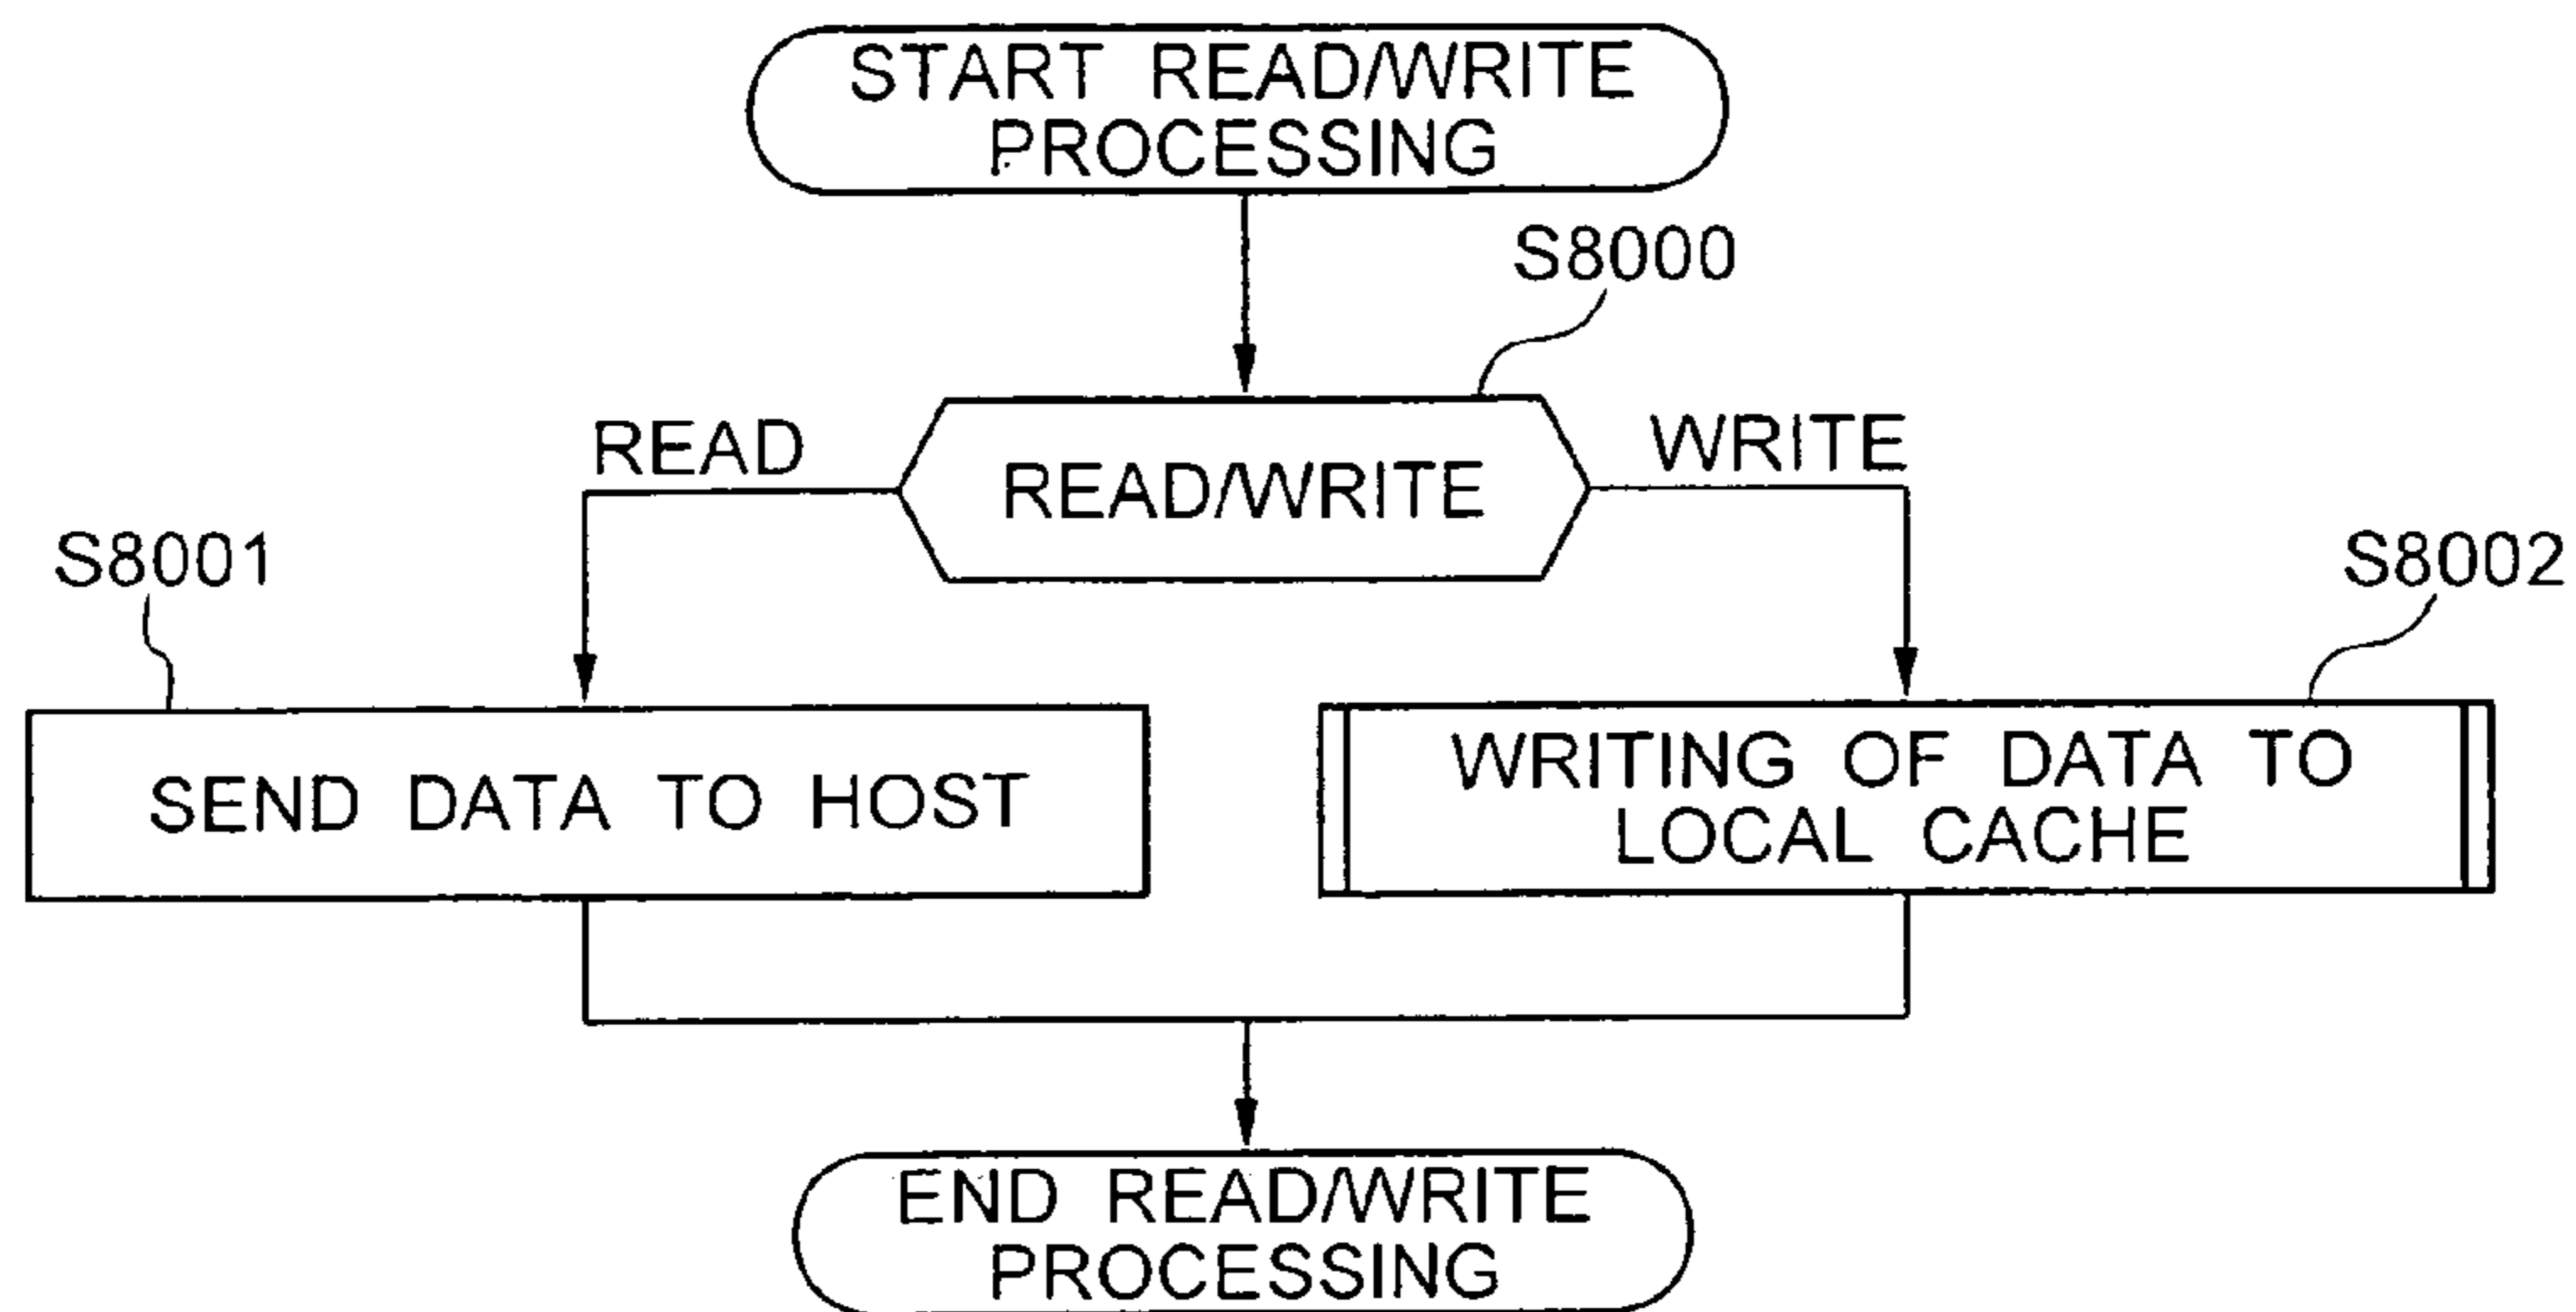 START READ/WRITE
PROCESSING
S8000
READ
READ/WRITE
WRITE
S8001
S8002
SEND DATA TO HOST
WRITING OF DATA TO
LOCAL CACHE
END READ/WRITE
PROCESSING